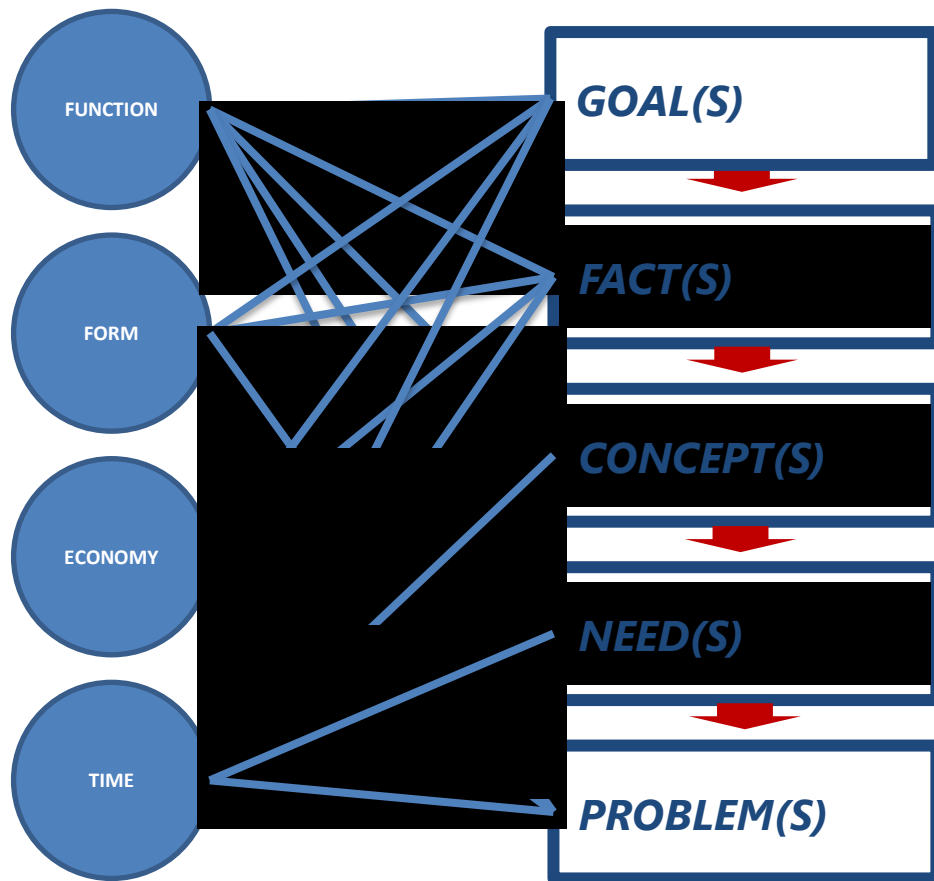 FUNCTION
GOAL(S)
FACT(S)
FORM
CONCEPT(S)
ECONOMY
NEED(S)
TIME
PROBLEM(S)